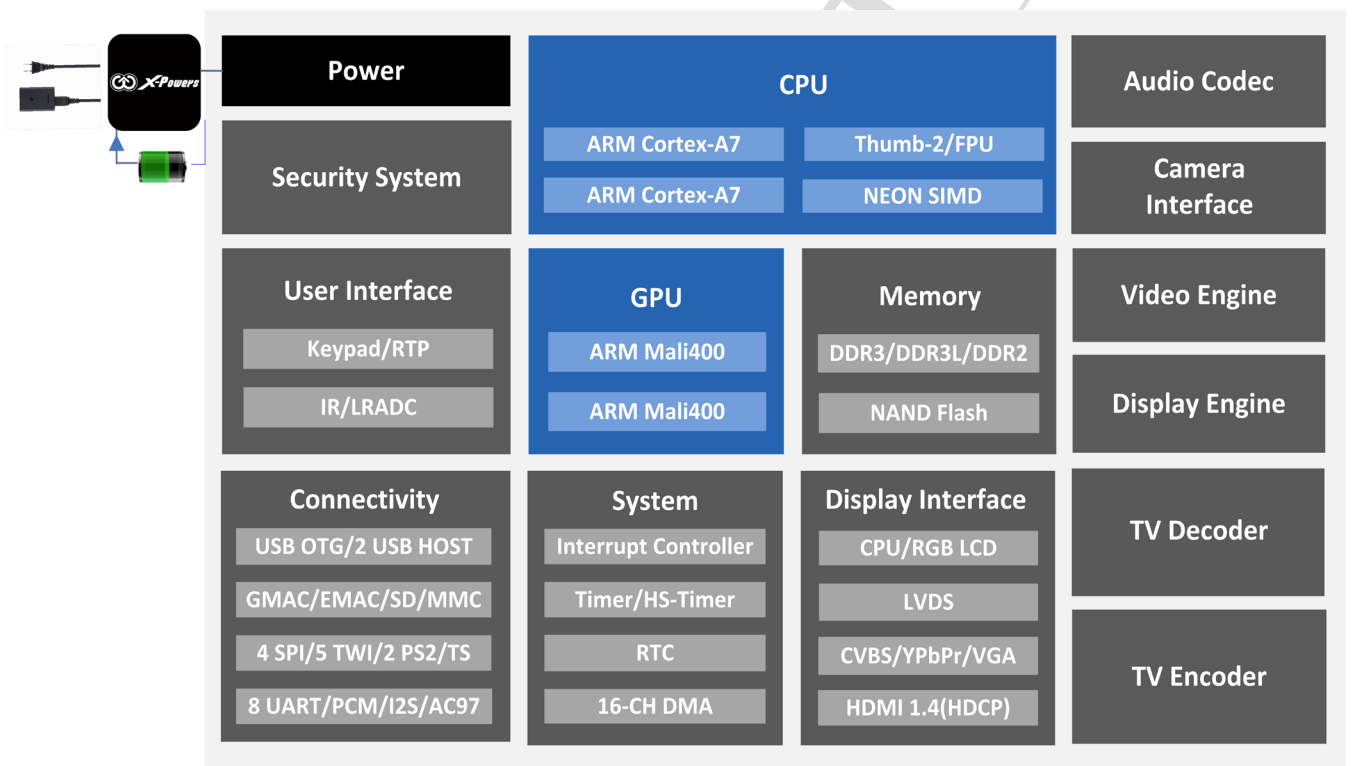 X-Powers
Power
Security System
CPU
ARM Cortex-A7
Thumb-2/FPU
ARM Cortex-A7
NEON SIMD
Audio Codec
Camera
Interface
User Interface
Keypad/RTP
IR/LRADC
GPU
ARM Mali400
ARM Mali400
Memory
DDR3/DDR3L/DDR2
NAND Flash
Video Engine
Display Engine
Connectivity
USB OTG/2 USB HOST
GMAC/EMAC/SD/MMC
4 SPI/5 TWI/2 PS2/TS
8 UART/PCM/I2S/AC97
System
Interrupt Controller
Timer/HS-Timer
RTC
16-CH DMA
Display Interface
CPU/RGB LCD
LVDS
CVBS/YPbPr/VGA
HDMI 1.4(HDCP)
TV Decoder
TV Encoder